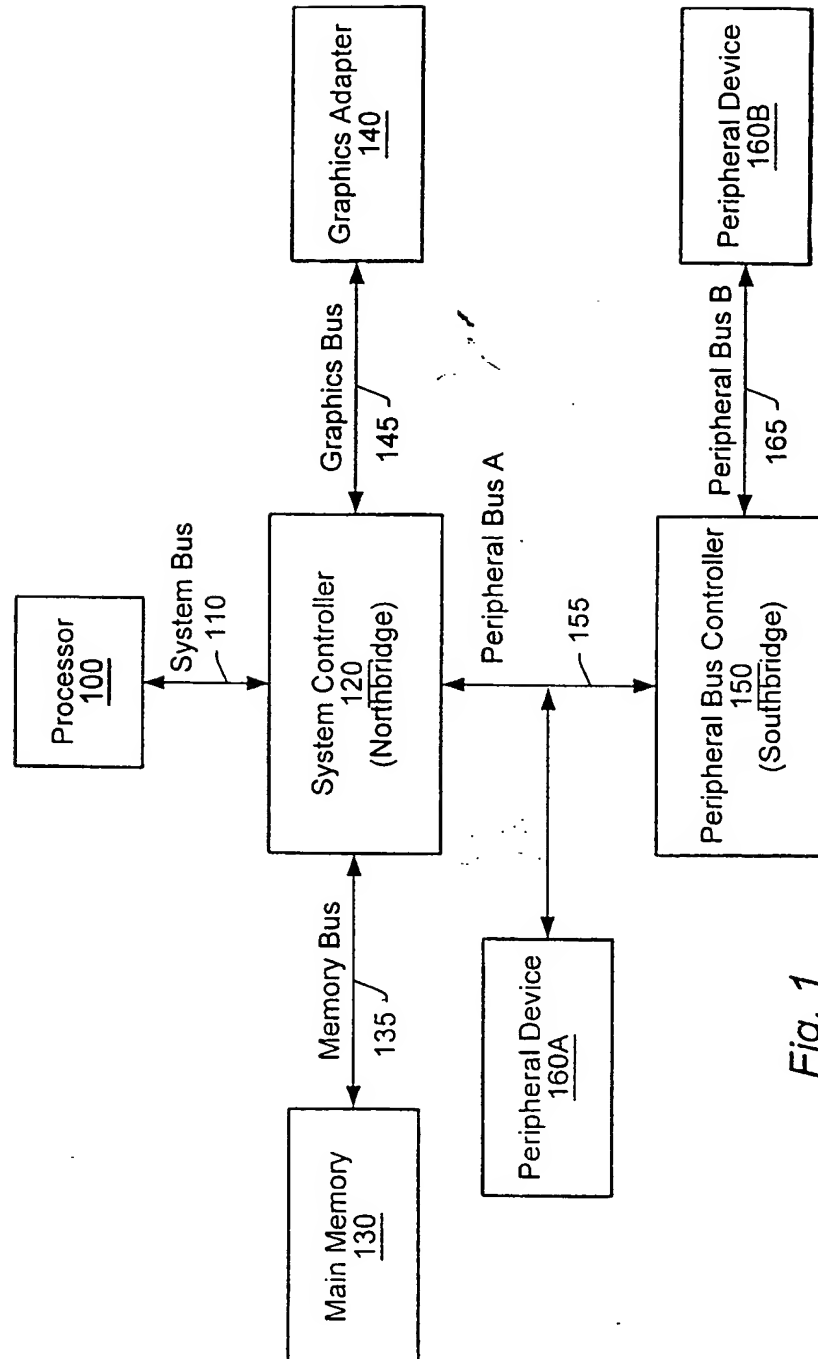 Processor
100
System Bus
110
System Controller
120
(Northbridge)
Main Memory
130
Memory Bus
135
Graphics Bus
145
Graphics Adapter
140
Peripheral Bus A
155
Peripheral Device
160A
Peripheral Bus Controller
150
(Southbridge)
Peripheral Bus B
165
Peripheral Device
160B
Fig. 1